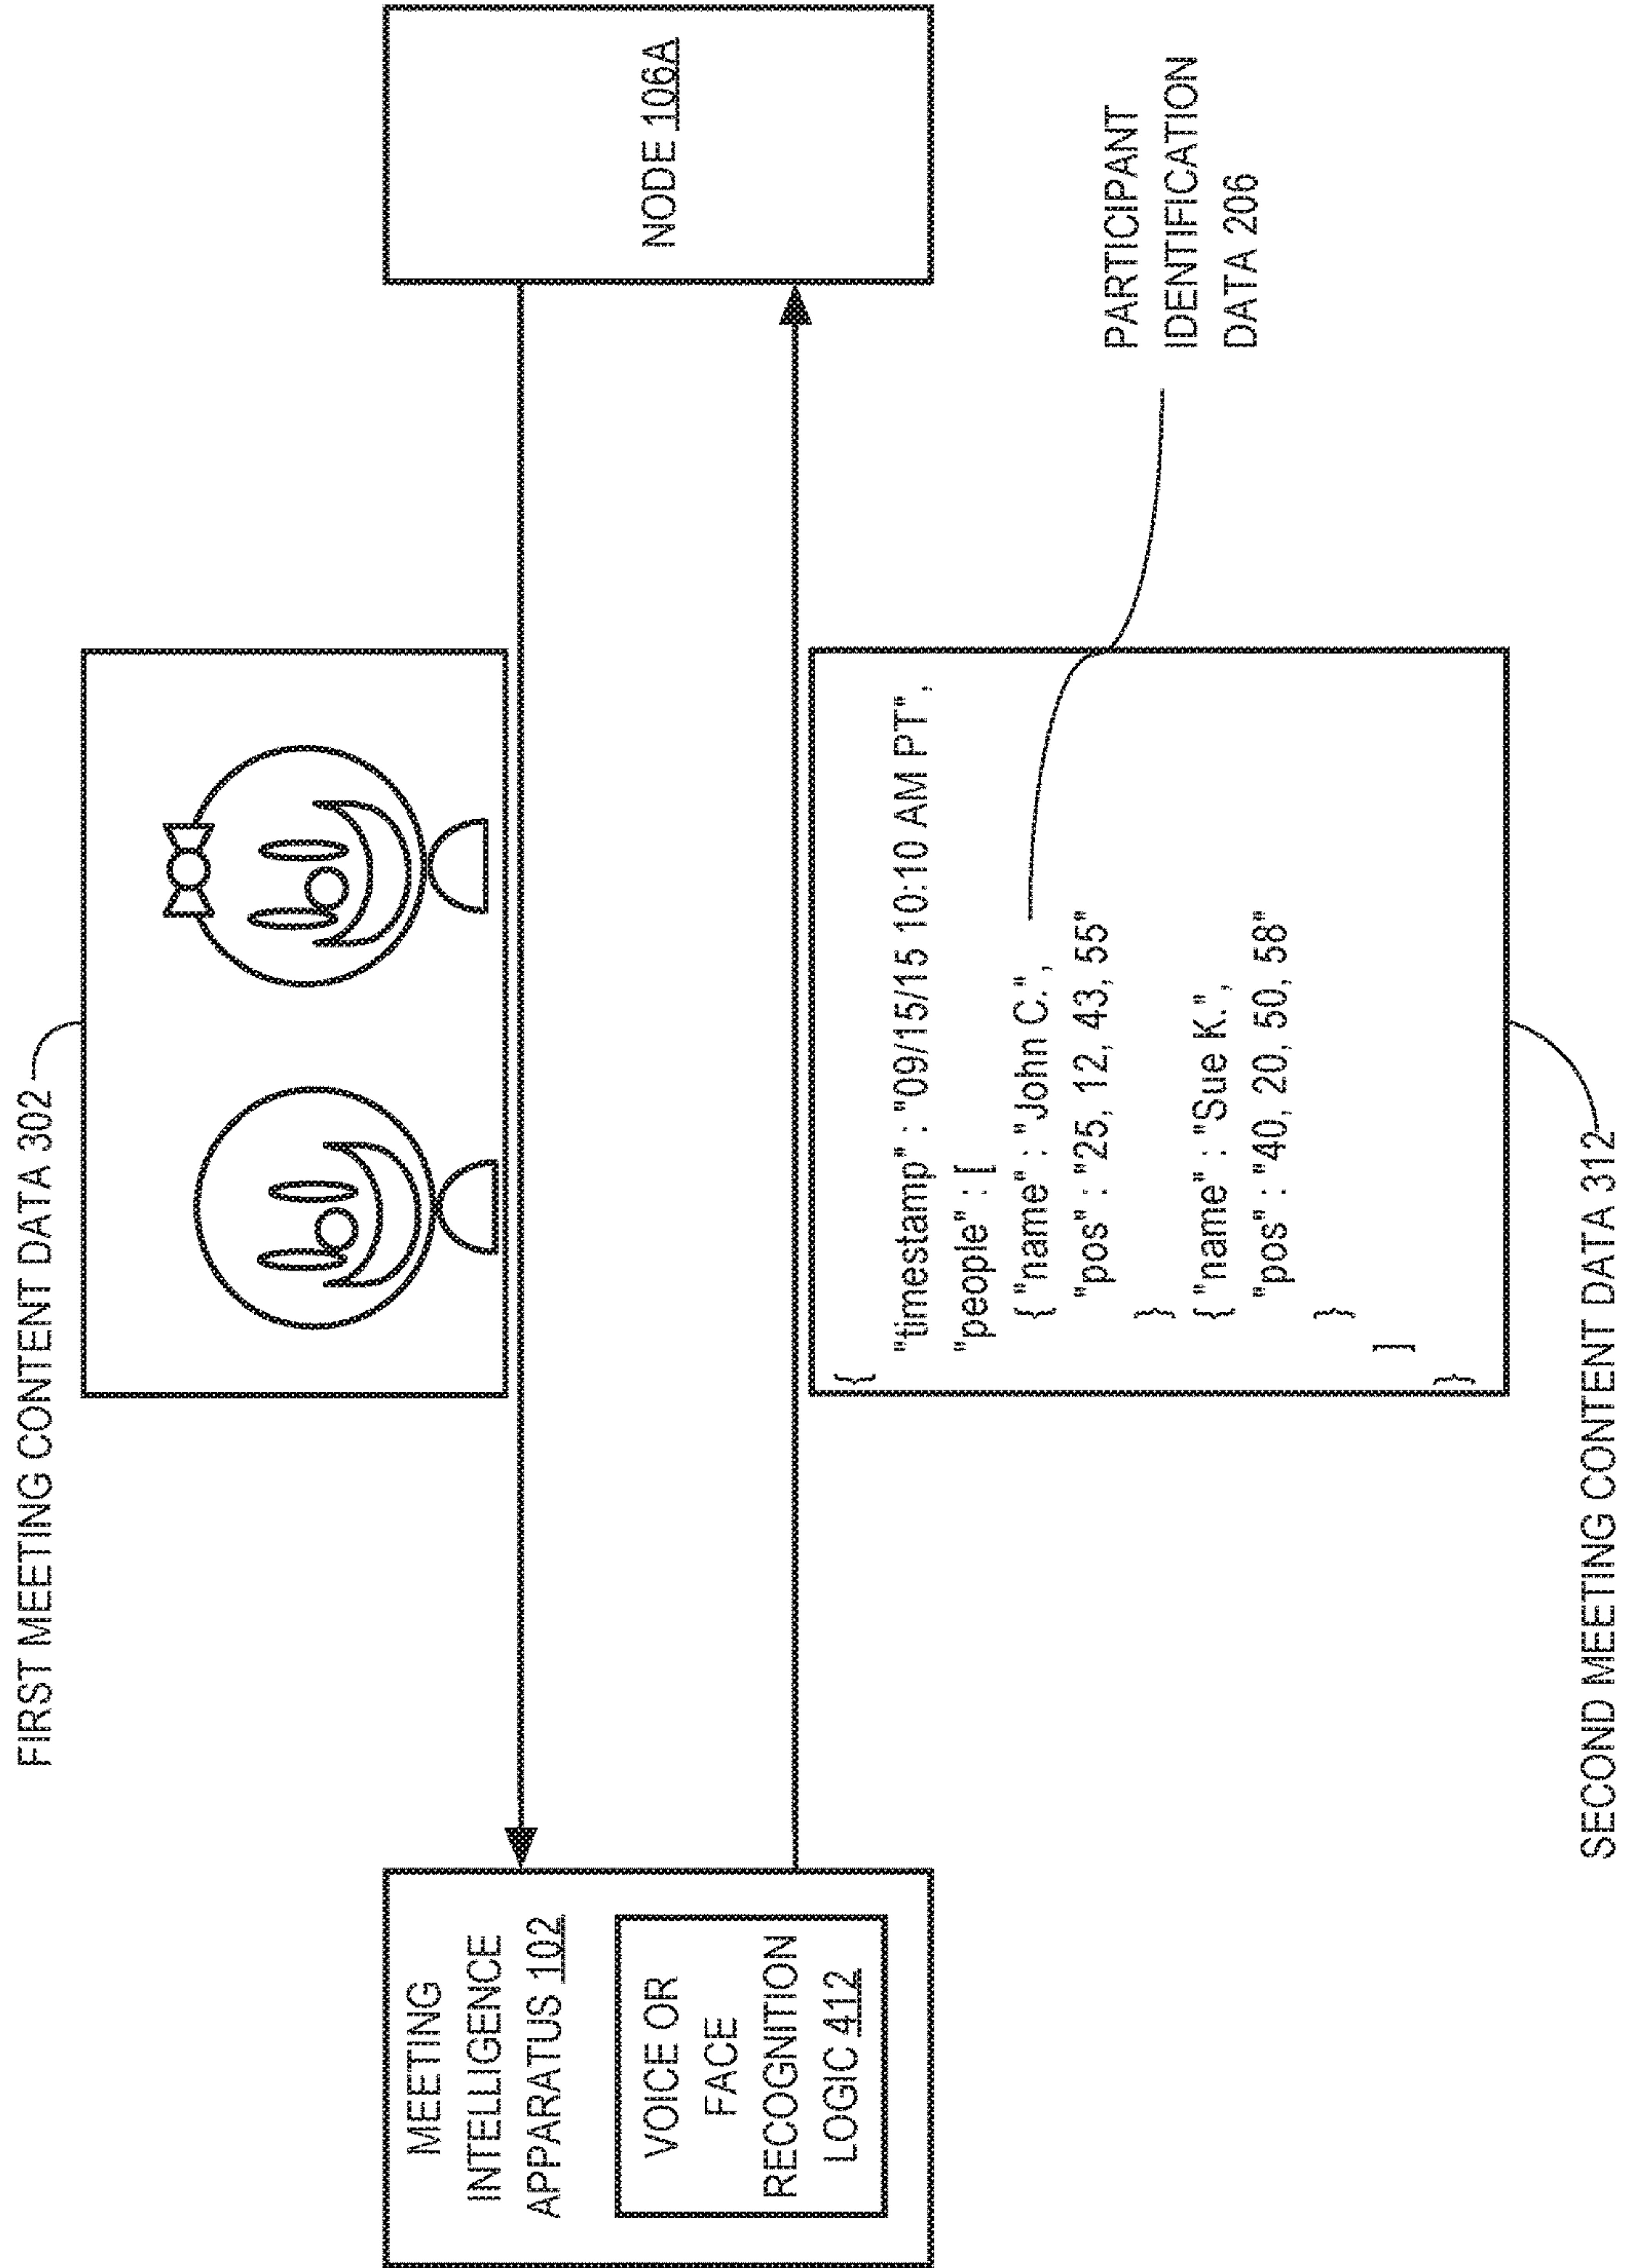 FIRST MEETING CONTENT DATA 302
MEETING
INTELLIGENCE
APPARATUS 102
VOICE OR
FACE
RECOGNITION
LOGIC 412
NODE 106A
{
"timestamp" : "09/15/15 10:10 AM PT",
"people" : [
{ "name" : "John C.",
"pos" : "25, 12, 43, 55"
}
{ "name" : "Sue K.",
"pos" : "40, 20, 50, 58"
}
]
}
PARTICIPANT
IDENTIFICATION
DATA 206
SECOND MEETING CONTENT DATA 312